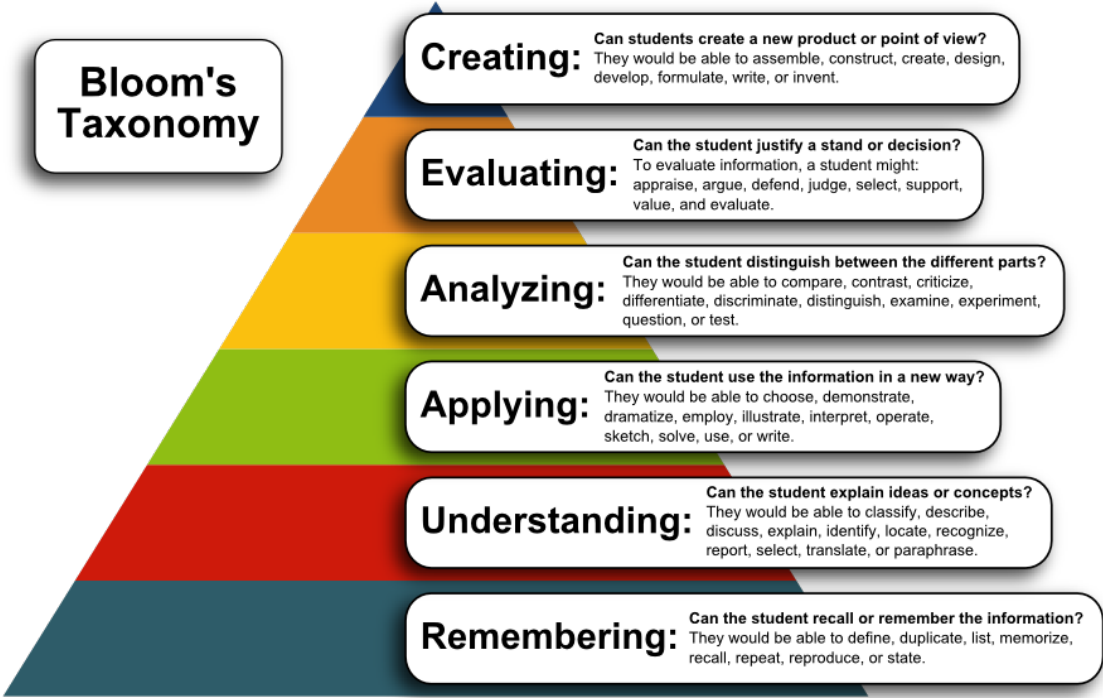 Bloom's
Taxonomy
Creating:
Can students create a new product or point of view?
They would be able to assemble, construct, create, design,
develop, formulate, write, or invent.
Evaluating:
Can the student justify a stand or decision?
To evaluate information, a student might:
appraise, argue, defend, judge, select, support,
value, and evaluate.
Analyzing:
Can the student distinguish between the different parts?
They would be able to compare, contrast, criticize,
differentiate, discriminate, distinguish, examine, experiment,
question, or test.
Applying:
Can the student use the information in a new way?
They would be able to choose, demonstrate,
dramatize, employ, illustrate, interpret, operate,
sketch, solve, use, or write.
Understanding:
Can the student explain ideas or concepts?
They would be able to classify, describe,
discuss, explain, identify, locate, recognize,
report, select, translate, or paraphrase.
Remembering:
Can the student recall or remember the information?
They would be able to define, duplicate, list, memorize,
recall, repeat, reproduce, or state.